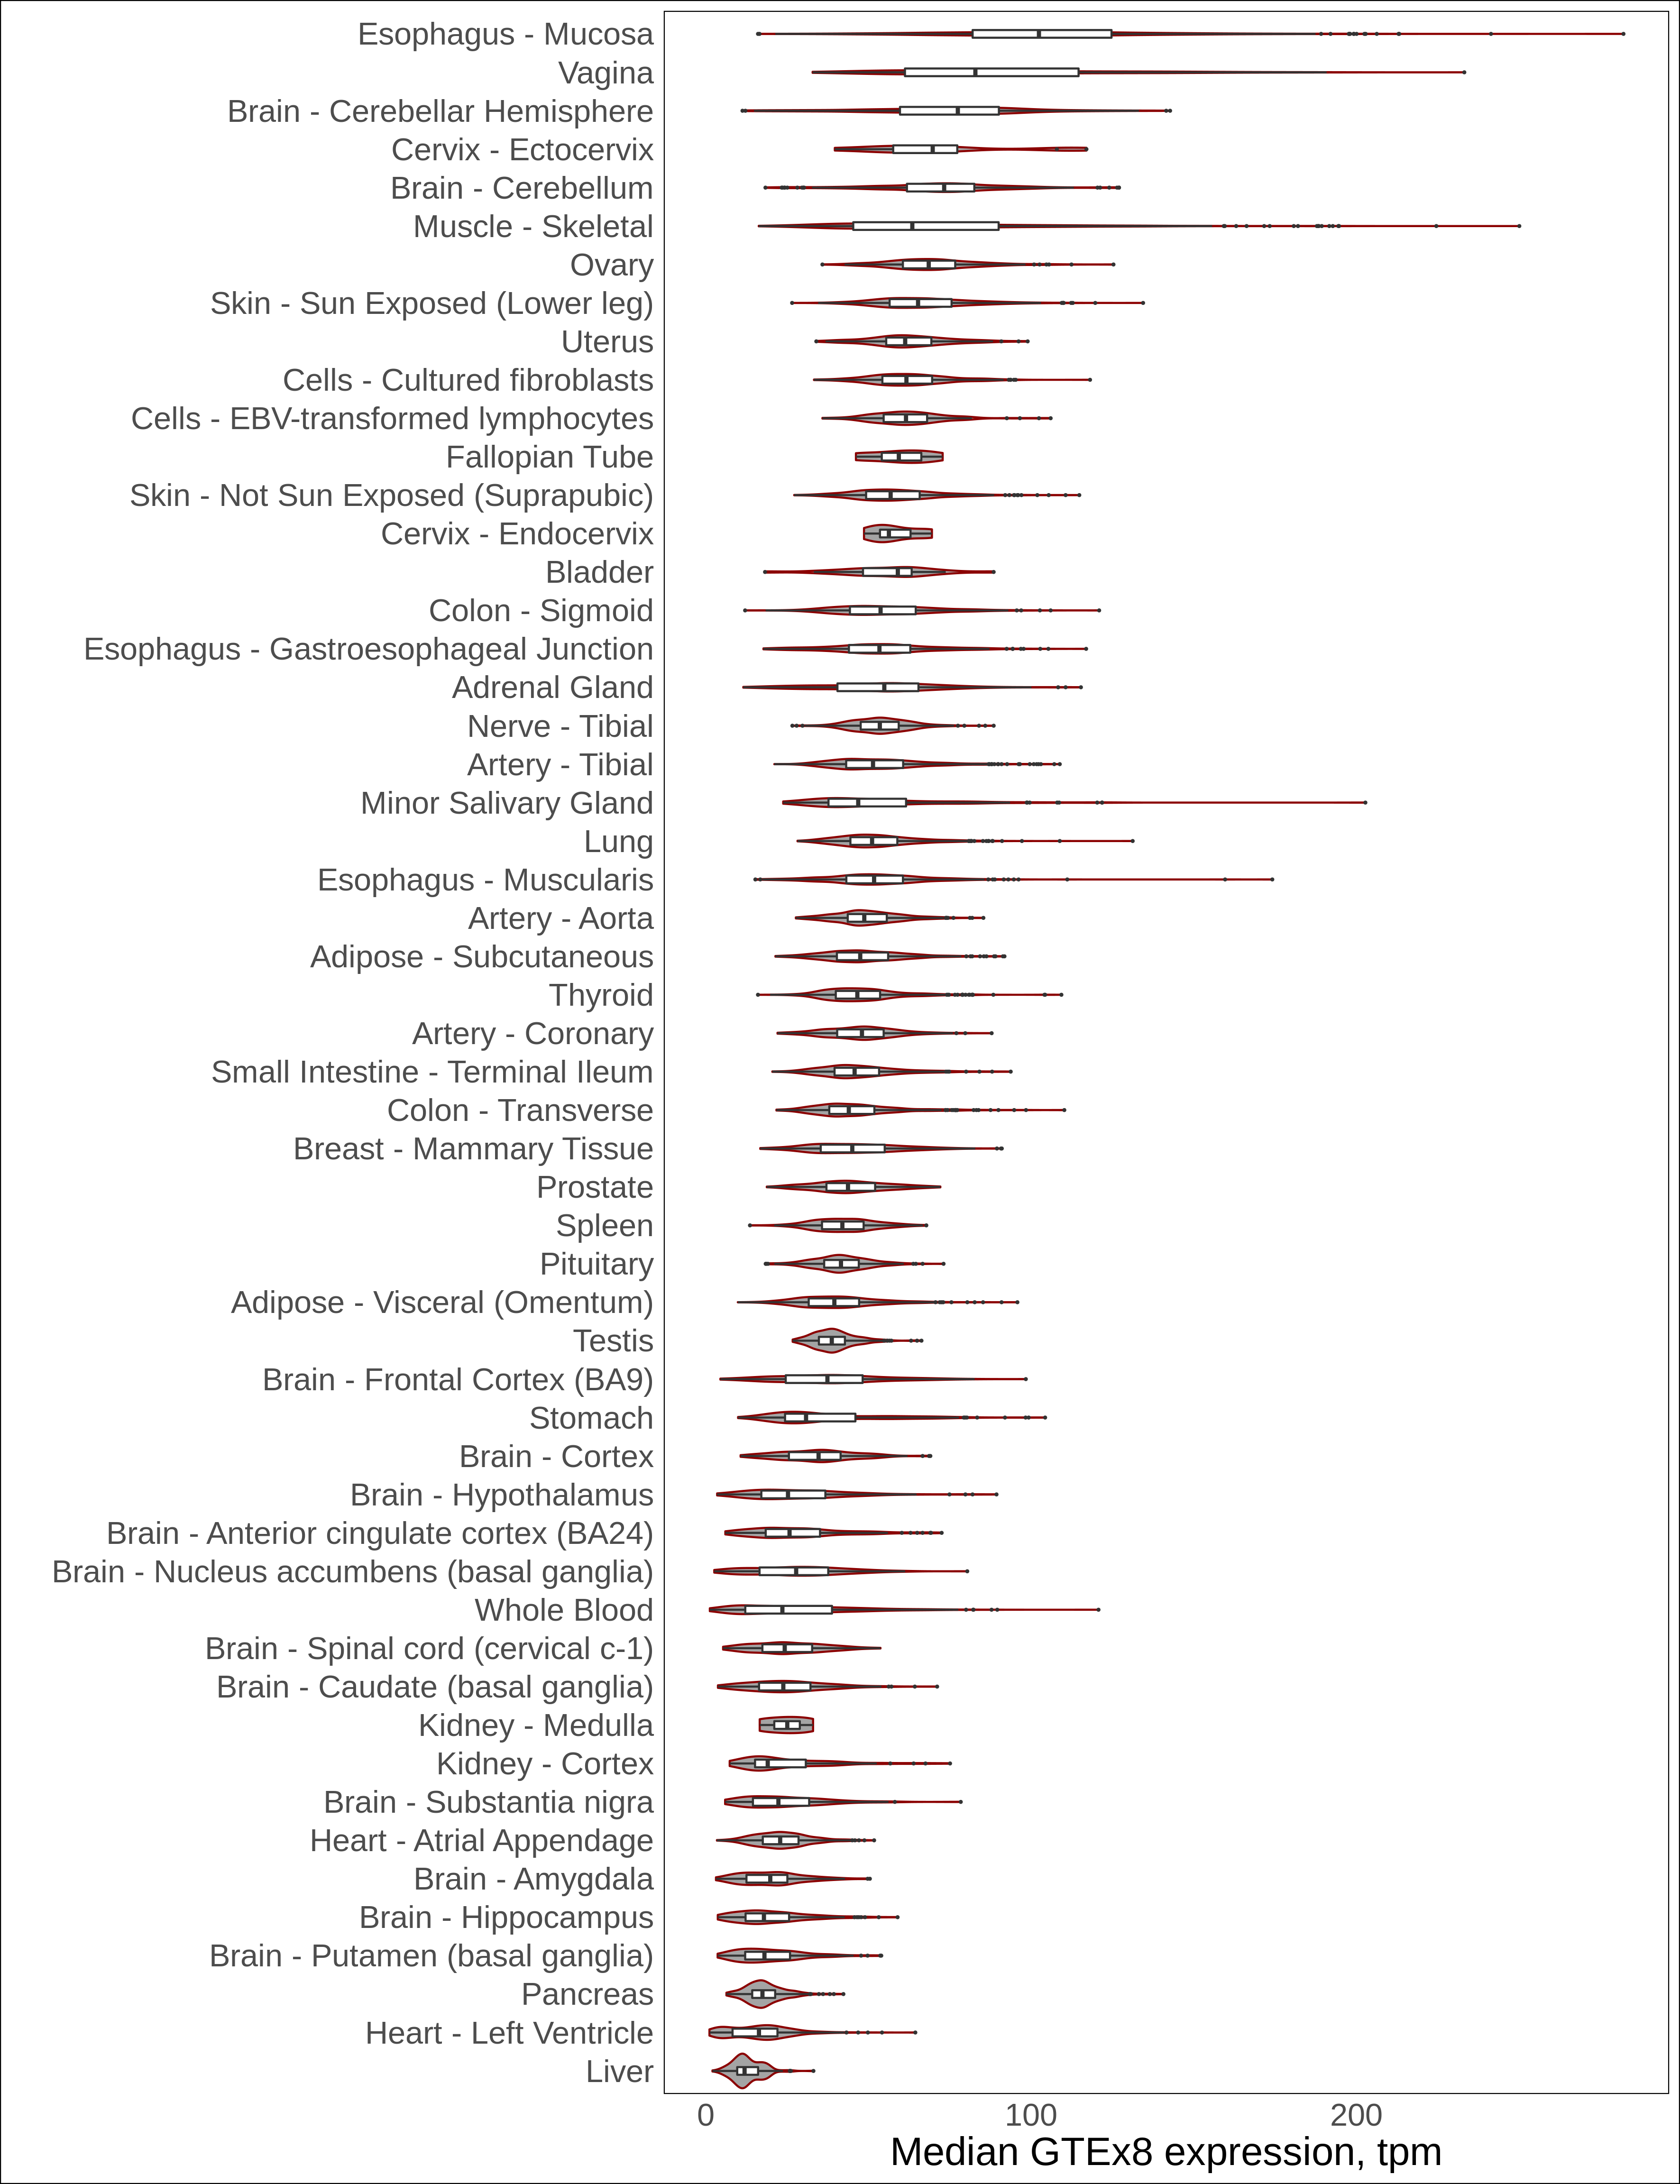 Esophagus - Mucosa
Vagina
Brain - Cerebellar Hemisphere
Cervix - Ectocervix
Brain - Cerebellum
Muscle - Skeletal
Ovary
Skin - Sun Exposed (Lower leg)
Uterus
Cells - Cultured fibroblasts
Cells - EBV-transformed lymphocytes
Fallopian Tube
Skin - Not Sun Exposed (Suprapubic)
Cervix - Endocervix
Bladder
Colon - Sigmoid
Esophagus - Gastroesophageal Junction
Adrenal Gland
Nerve - Tibial
Artery - Tibial
Minor Salivary Gland
Lung
Esophagus - Muscularis
Artery - Aorta
Adipose - Subcutaneous
Thyroid
Artery - Coronary
Small Intestine - Terminal Ileum
Colon - Transverse
Breast - Mammary Tissue
Prostate
Spleen
Pituitary
Adipose - Visceral (Omentum)
Testis
Brain - Frontal Cortex (BA9)
Stomach
Brain - Cortex
Brain - Hypothalamus
Brain - Anterior cingulate cortex (BA24)
Brain - Nucleus accumbens (basal ganglia)
Whole Blood
Brain - Spinal cord (cervical c-1)
Brain - Caudate (basal ganglia)
Kidney - Medulla
Kidney - Cortex
Brain - Substantia nigra
Heart - Atrial Appendage
Brain - Amygdala
Brain - Hippocampus
Brain - Putamen (basal ganglia)
Pancreas
Heart - Left Ventricle
Liver
0 100 200
Median GTEx8 expression, tpm